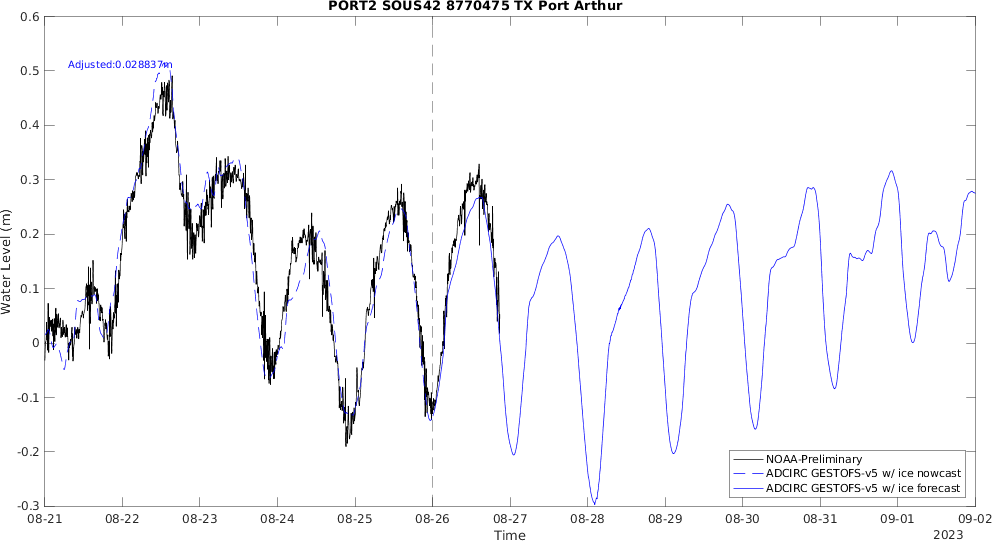 PORT2 SOUS42 8770475 TX Port Arthur
0.6
0.5
0.4
0.3
0.2
0.1
0
-0.1
-0.2
-0.3
Water Level (m)
Adjusted:0.028837m
NOAA-Preliminary
ADCIRC GESTOFS-v5 w/ ice nowcast
ADCIRC GESTOFS-v5 w/ ice forecast
08-21 08-22 08-23 08-24 08-25 08-26 08-27 08-28 08-29 08-30 08-31 09-01 09-02
Time
2023